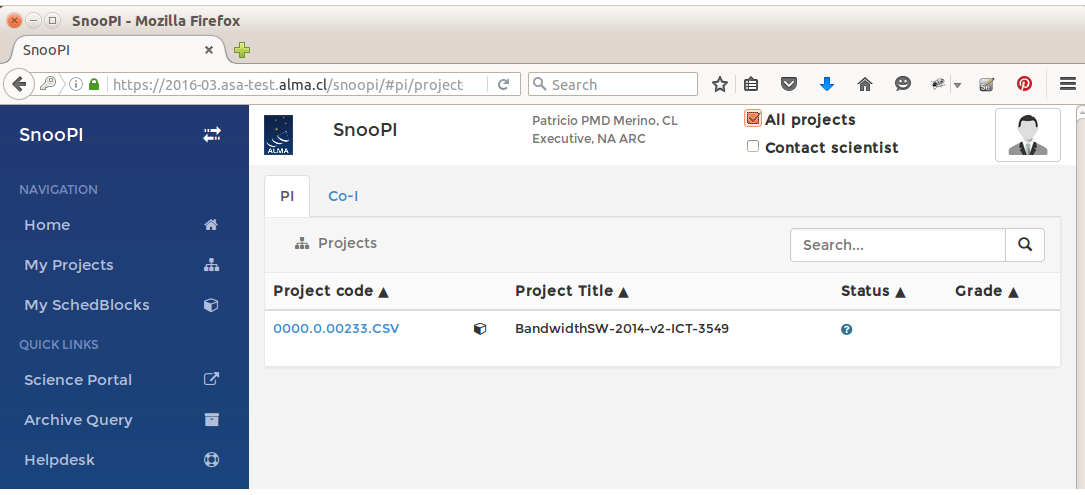 SnooPI - Mozilla Firefox
SnooPI
https://2016-03.asa-test.alma.cl/snoopi/#pi/project
Search
SnooPI
ALMA
SnooPI
Patricio PMD Merino, CL
Executive, NA ARC
All projects
Contact scientist
NAVIGATION
Home
My Projects
My SchedBlocks
QUICK LINKS
Science Portal
Archive Query
Helpdesk
PI
Co-I
Projects
Search...
Project code ▲
Project Title ▲
Status ▲
Grade ▲
0000.0.00233.CSV
BandwidthSW-2014-v2-ICT-3549